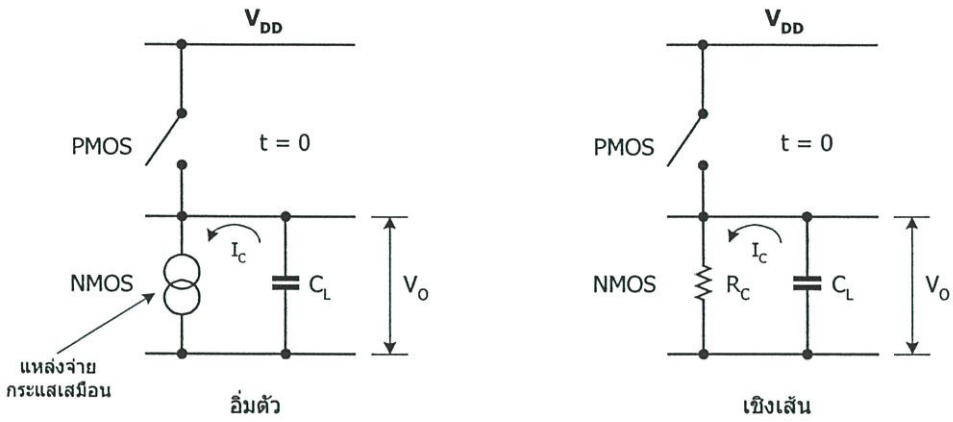 V_DD
PMOS
t = 0
I_C
NMOS
C_L
V_O
แหล่งจ่าย
กระแสเสมือน
อิ่มตัว
V_DD
PMOS
t = 0
I_C
NMOS
R_C
C_L
V_O
เชิงเส้น